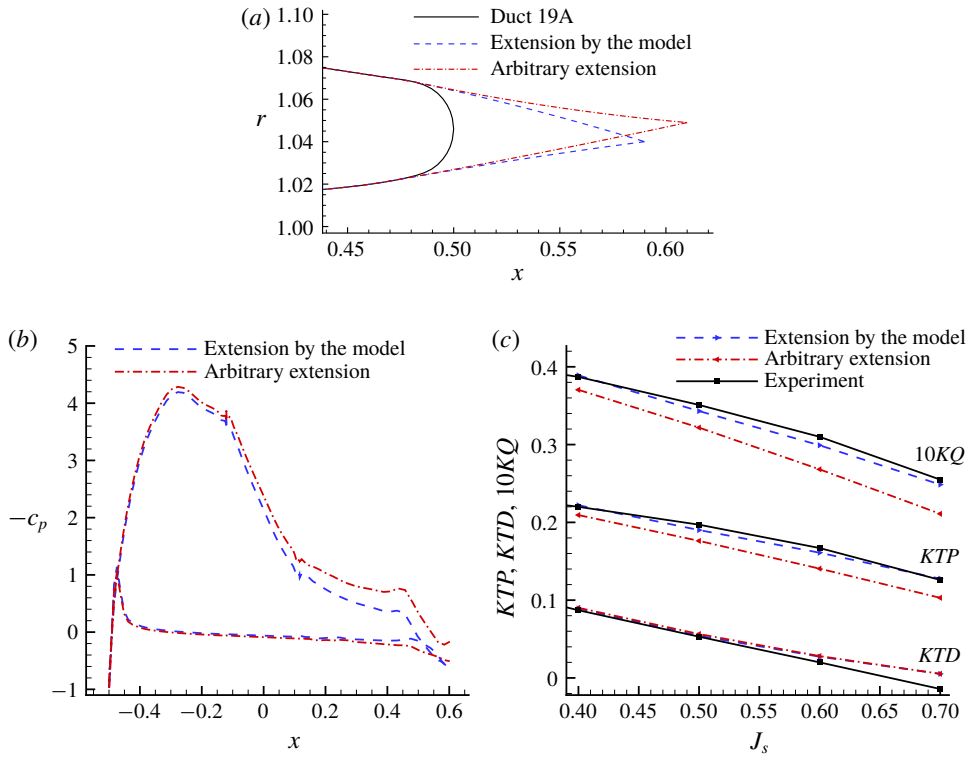 (a)
Duct 19A
Extension by the model
Arbitrary extension
1.10
1.08
1.06
r
1.04
1.02
1.00
0.45
0.50
0.55
0.60
x
(b)
Extension by the model
Arbitrary extension
5
4
3
2
−cp
1
0
−1
−0.4
−0.2
0
0.2
0.4
0.6
x
(c)
Extension by the model
Arbitrary extension
Experiment
0.4
0.3
0.2
0.1
0
KTP, KTD, 10KQ
10KQ
KTP
KTD
0.40
0.45
0.50
0.55
0.60
0.65
0.70
Js